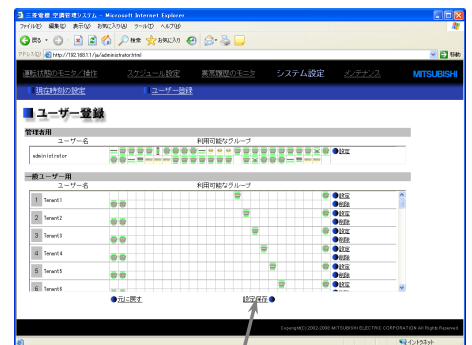 三菱電機 空調管理システム - Microsoft Internet Explorer
ファイル(F) 編集(E) 表示(V) お気に入り(A) ツール(T) ヘルプ(H)
戻る 検索 お気に入り
アドレス(D) http://192.168.1.1/ja/administrator.html 移動
運転状態のモニタ/操作 スケジュール設定 異常履歴のモニタ システム設定 メンテナンス MITSUBISHI
現在時刻の設定 ユーザー登録
ユーザー登録
管理者用
ユーザー名 利用可能なグループ
administrator 設定
一般ユーザー用
ユーザー名 利用可能なグループ
1 Tenant1 設定
削除
2 Tenant2 設定
削除
3 Tenant3 設定
削除
4 Tenant4 設定
削除
5 Tenant5 設定
削除
6 Tenant6 設定
元に戻す 設定保存
Copyright(C) 2002-2008 MITSUBISHI ELECTRIC CORPORATION All Rights Reserved
イントラネット